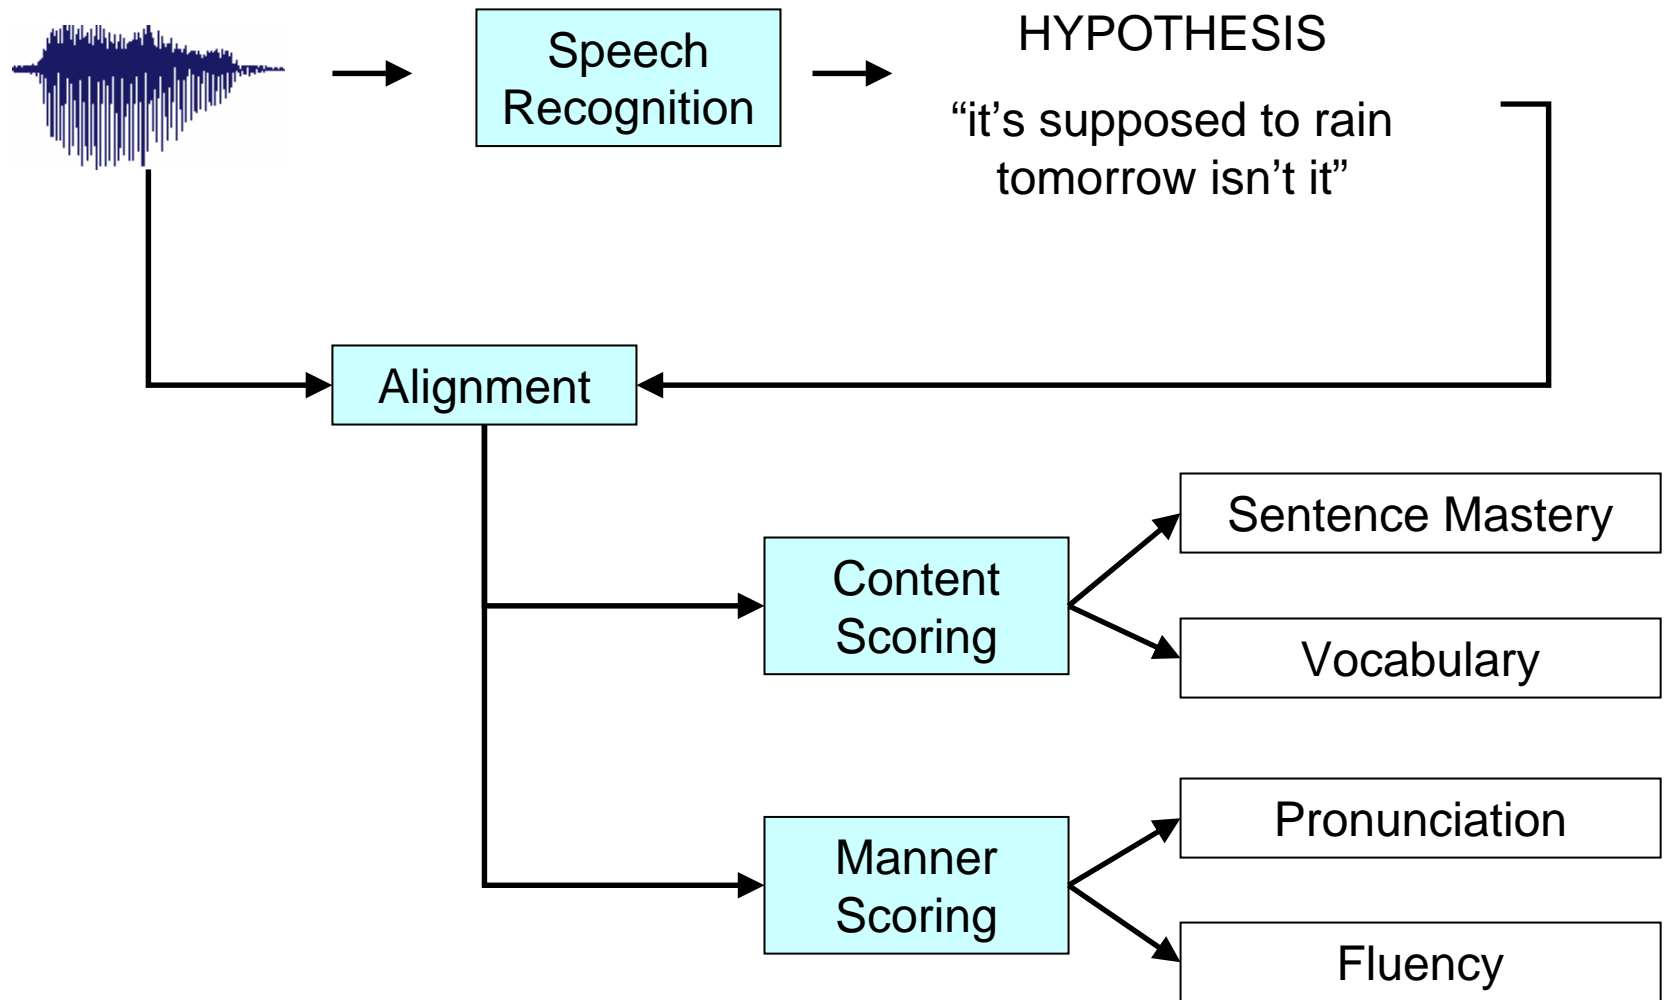 Speech
Recognition
HYPOTHESIS
“it’s supposed to rain
tomorrow isn’t it”
Alignment
Content
Scoring
Sentence Mastery
Vocabulary
Manner
Scoring
Pronunciation
Fluency